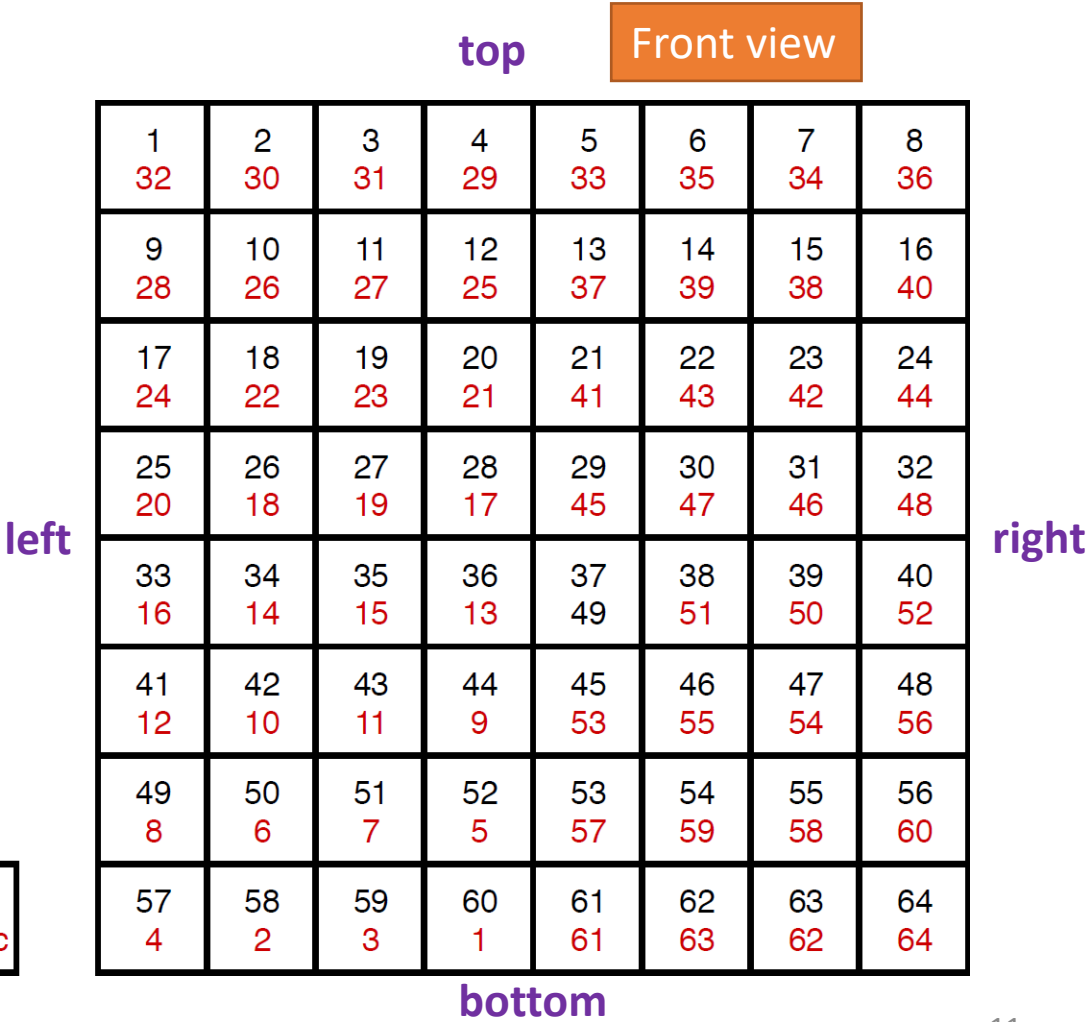 top
Front view
1 2 3 4 5 6 7 8
32 30 31 29 33 35 34 36
9 10 11 12 13 14 15 16
28 26 27 25 37 39 38 40
17 18 19 20 21 22 23 24
24 22 23 21 41 43 42 44
25 26 27 28 29 30 31 32
20 18 19 17 45 47 46 48
left
right
33 34 35 36 37 38 39 40
16 14 15 13 49 51 50 52
41 42 43 44 45 46 47 48
12 10 11 9 53 55 54 56
49 50 51 52 53 54 55 56
8 6 7 5 57 59 58 60
57 58 59 60 61 62 63 64
c 4 2 3 1 61 63 62 64
bottom